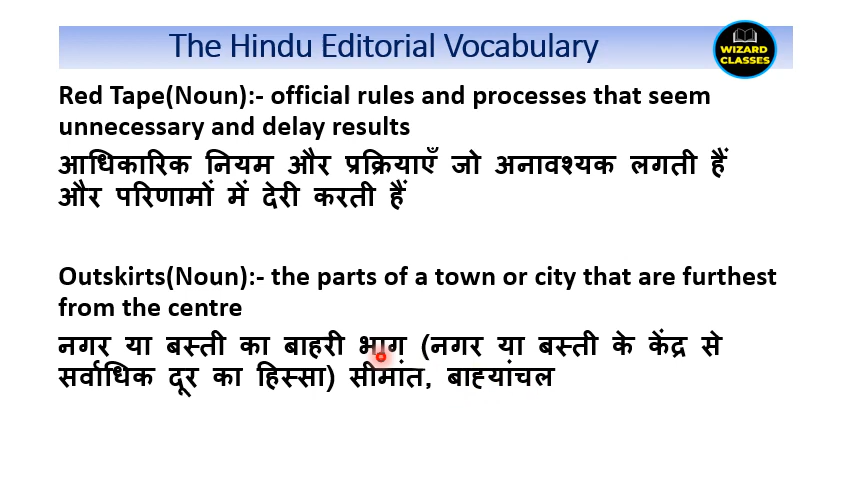 The Hindu Editorial Vocabulary
WIZARD
CLASSES
Red Tape(Noun):- official rules and processes that seem
unnecessary and delay results
आधिकारिक नियम और प्रक्रियाएँ जो अनावश्यक लगती हैं
और परिणामों में देरी करती हैं
Outskirts(Noun):- the parts of a town or city that are furthest
from the centre
नगर या बस्ती का बाहरी भाग (नगर या बस्ती के केंद्र से
सर्वाधिक दूर का हिस्सा) सीमांत, बाह्यांचल